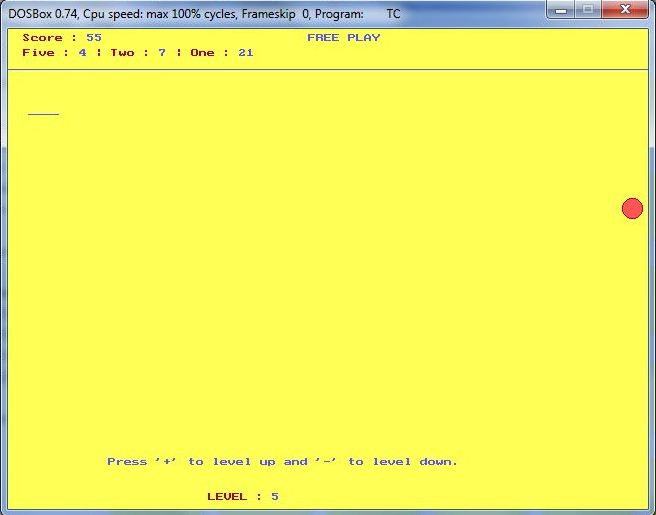 DOSBox 0.74, Cpu speed: max 100% cycles, Frameskip 0, Program: TC
Score : 55 FREE PLAY
Five : 4 | Two : 7 | One : 21
Press '+' to level up and '-' to level down.
LEVEL : 5